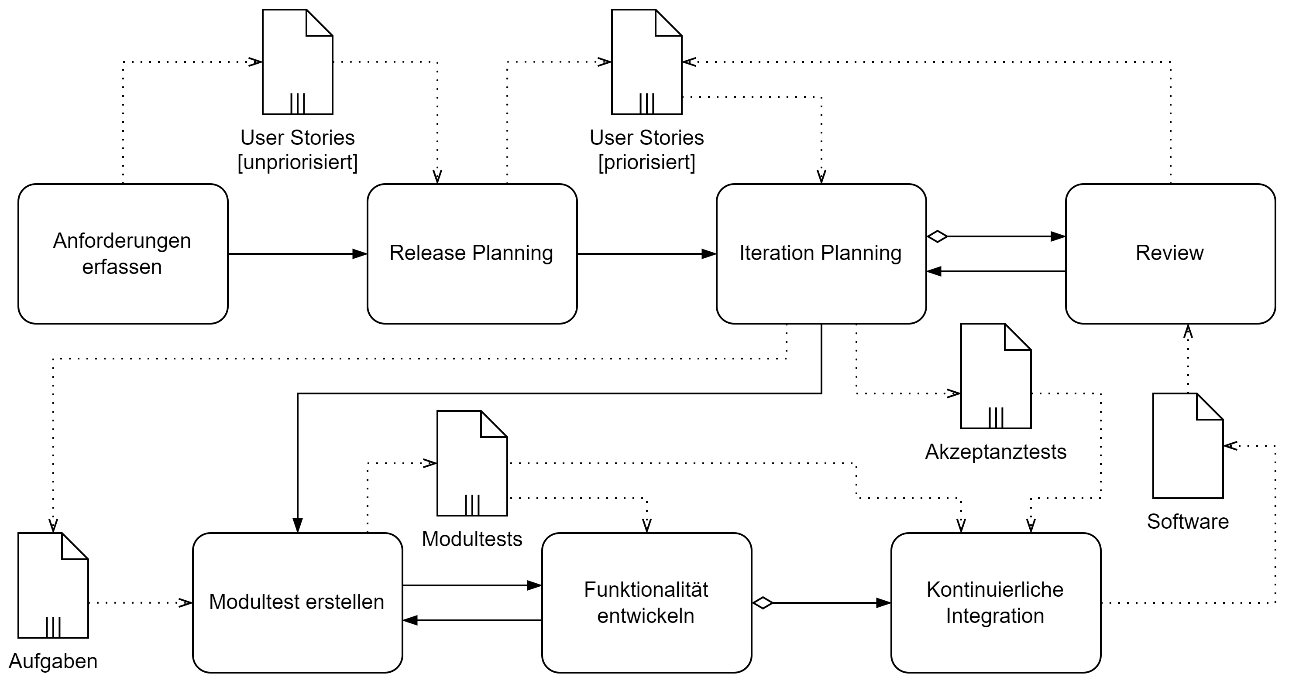 User Stories
[unpriorisiert]
User Stories
[priorisiert]
Anforderungen
erfassen
Release Planning
Iteration Planning
Review
Akzeptanztests
Software
Modultests
Aufgaben
Modultest erstellen
Funktionalität
entwickeln
Kontinuierliche
Integration